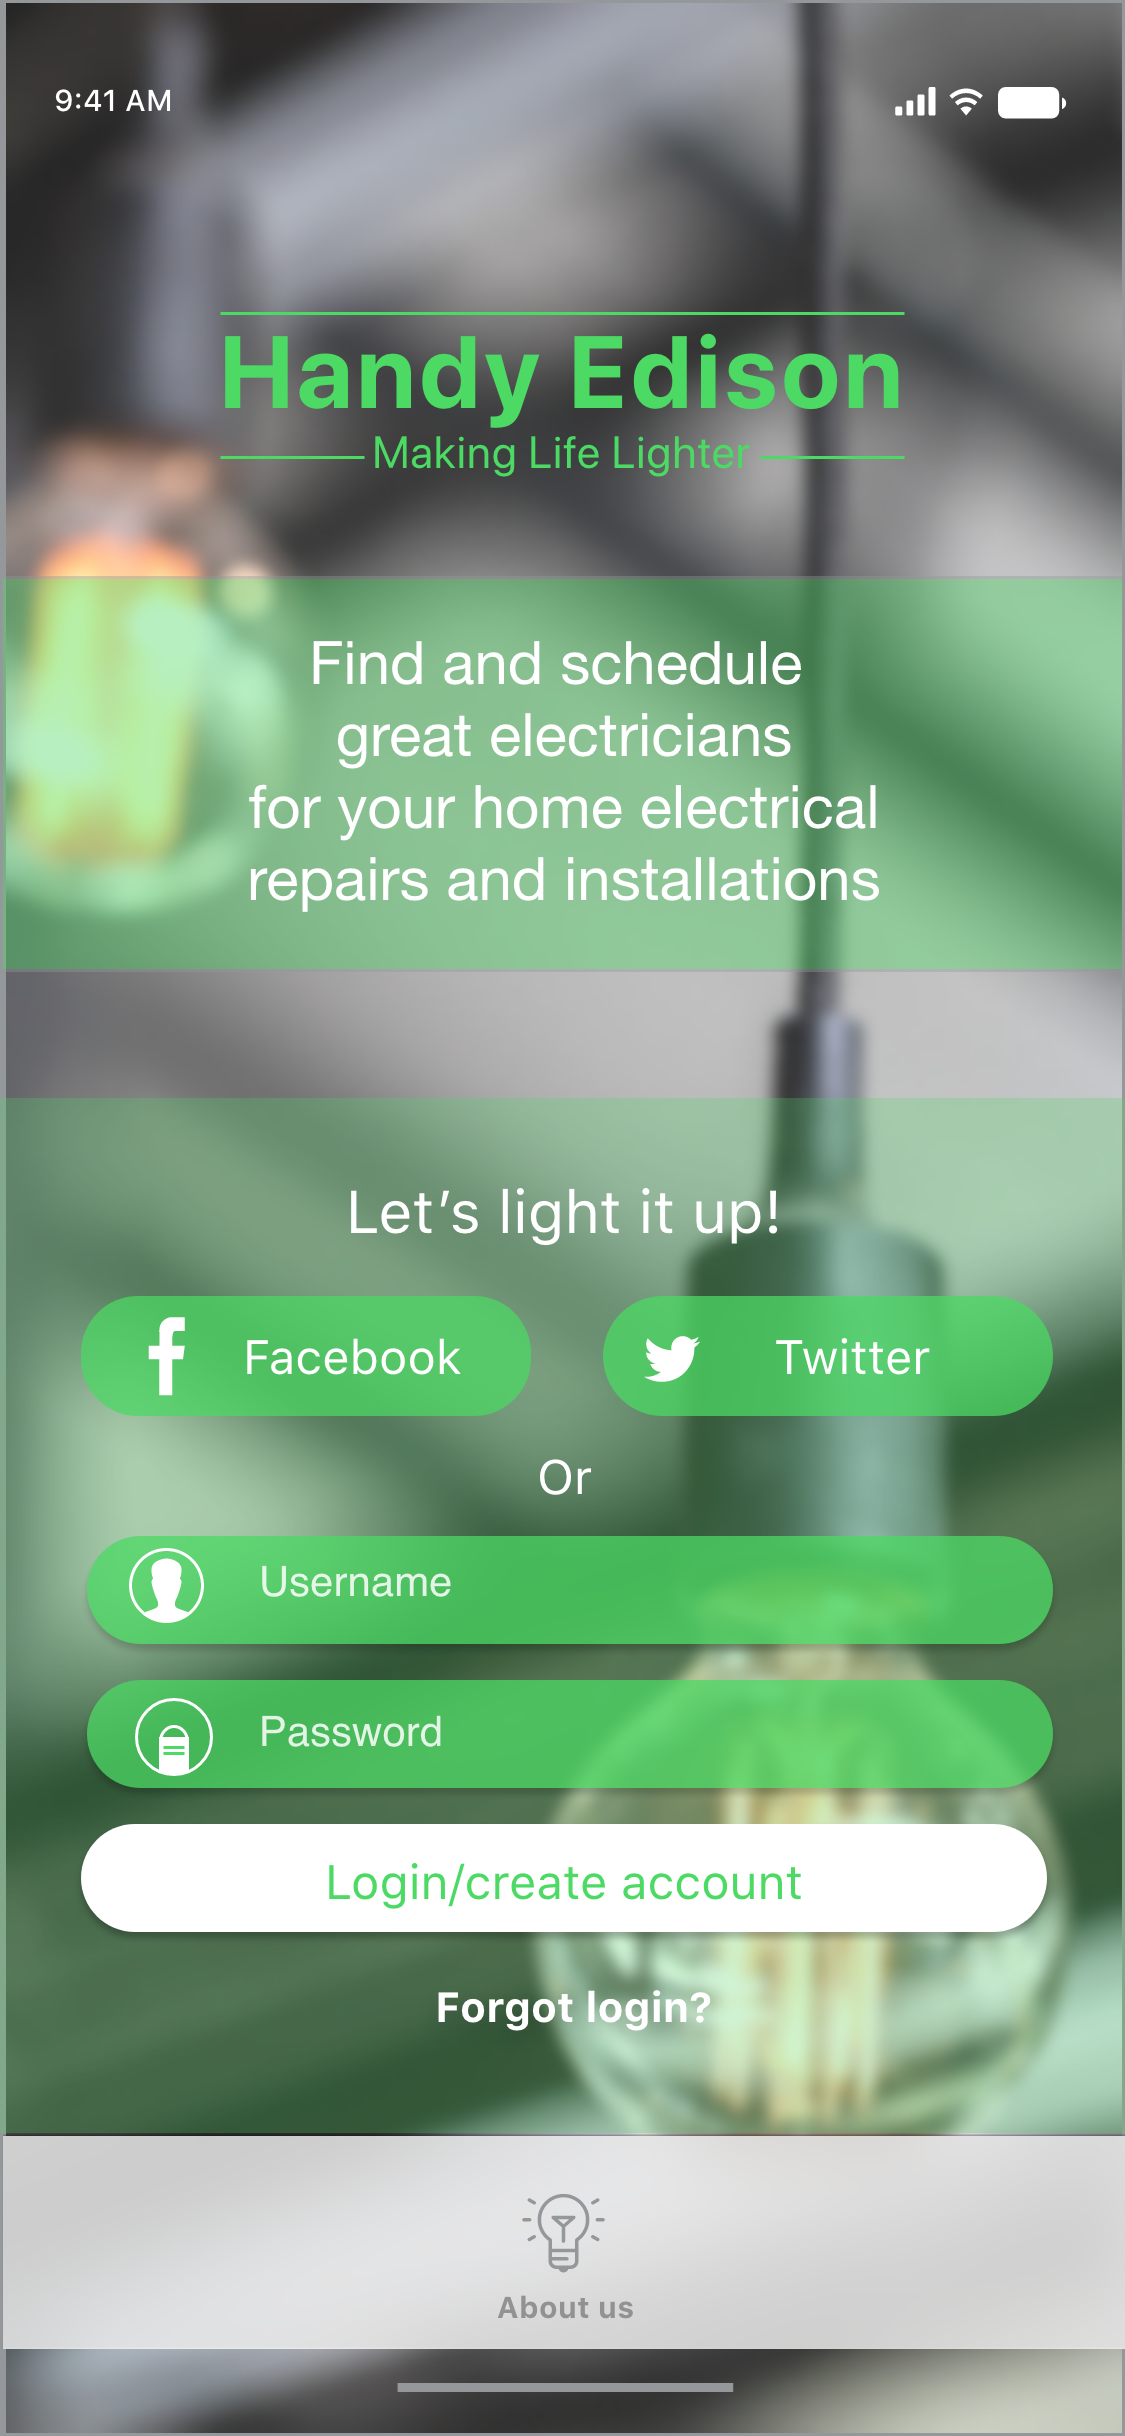 9:41 AM
Handy Edison
Making Life Lighter
Find and schedule
great electricians
for your home electrical
repairs and installations
Let’s light it up!
Facebook
Twitter
Or
Username
Password
Login/create account
Forgot login?
About us